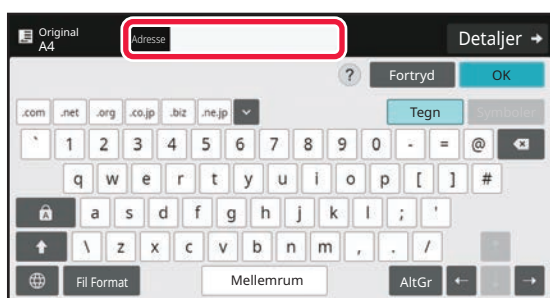 Original
A4
Adresse
Detaljer
?
Fortryd
OK
.com .net .org .co.jp .biz .ne.jp
Tegn
Symboler
` 1 2 3 4 5 6 7 8 9 0 - = @
q w e r t y u i o p [ ] #
A a s d f g h j k l ; '
\ z x c v b n m , . /
Fil Format
Mellemrum
AltGr